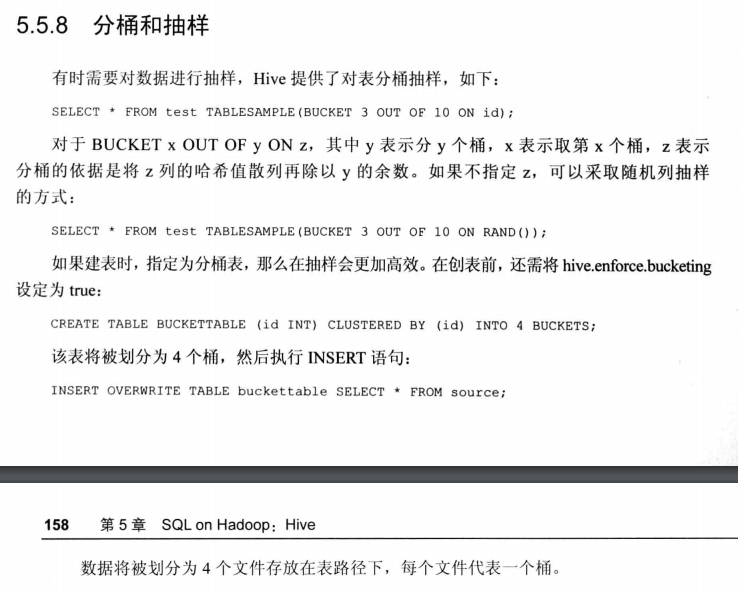 5.5.8 分桶和抽样
有时需要对数据进行抽样，Hive 提供了对表分桶抽样，如下：
SELECT * FROM test TABLESAMPLE(BUCKET 3 OUT OF 10 ON id);
对于 BUCKET x OUT OF y ON z，其中 y 表示分 y 个桶，x 表示取第 x 个桶，z 表示
分桶的依据是将 z 列的哈希值散列再除以 y 的余数。如果不指定 z，可以采取随机列抽样
的方式：
SELECT * FROM test TABLESAMPLE(BUCKET 3 OUT OF 10 ON RAND());
如果建表时，指定为分桶表，那么在抽样会更加高效。在创表前，还需将 hive.enforce.bucketing
设定为 true：
CREATE TABLE BUCKETTABLE (id INT) CLUSTERED BY (id) INTO 4 BUCKETS;
该表将被划分为 4 个桶，然后执行 INSERT 语句：
INSERT OVERWRITE TABLE buckettable SELECT * FROM source;
158 第 5 章 SQL on Hadoop：Hive
数据将被划分为 4 个文件存放在表路径下，每个文件代表一个桶。